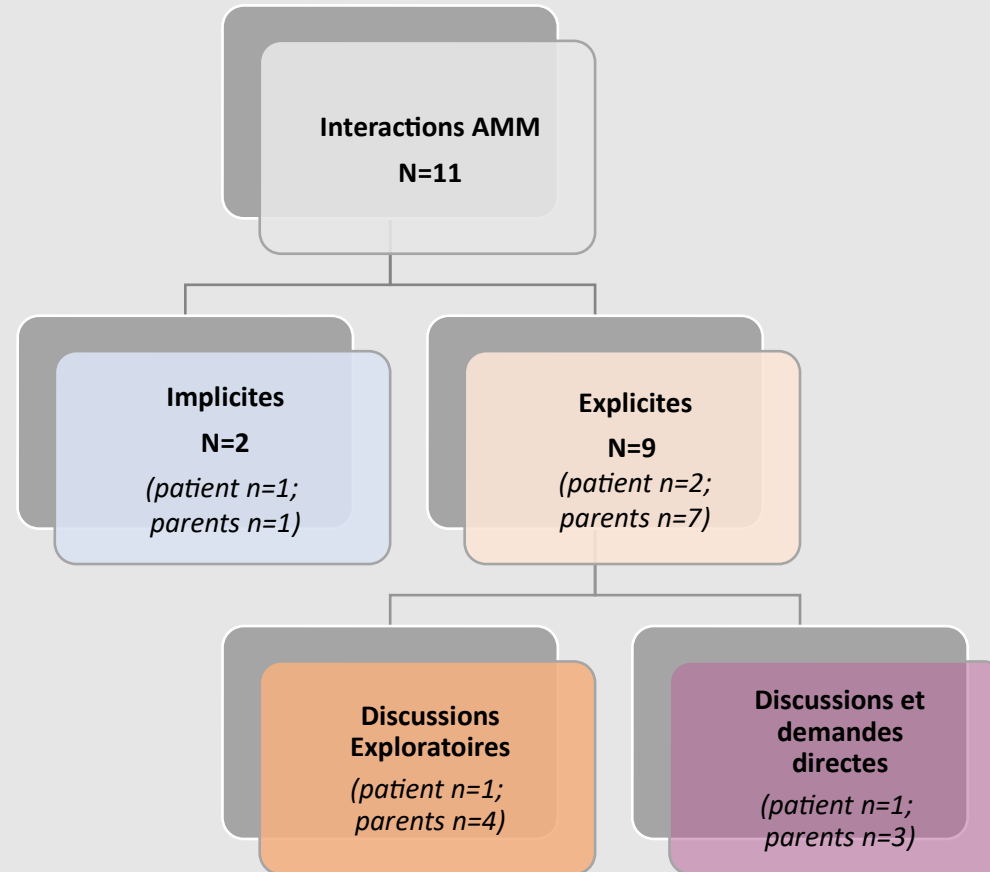 Interactions AMM
N=11
Implicites
N=2
(patient n=1;
parents n=1)
Explicites
N=9
(patient n=2;
parents n=7)
Discussions
Exploratoires
(patient n=1;
parents n=4)
Discussions et
demandes
directes
(patient n=1;
parents n=3)